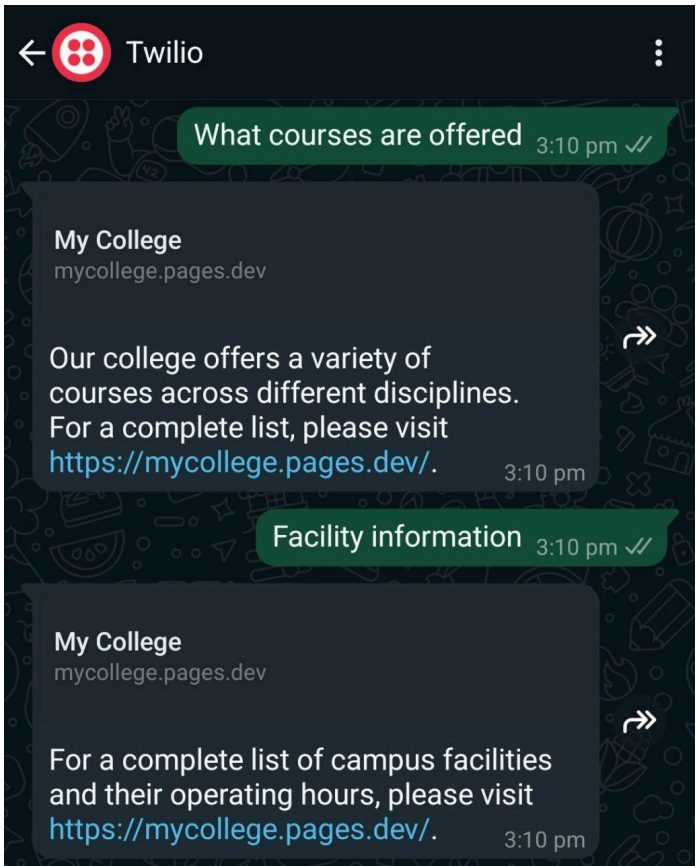 Twilio
What courses are offered 3:10 pm
My College
mycollege.pages.dev
Our college offers a variety of
courses across different disciplines.
For a complete list, please visit
https://mycollege.pages.dev/. 3:10 pm
Facility information 3:10 pm
My College
mycollege.pages.dev
For a complete list of campus facilities
and their operating hours, please visit
https://mycollege.pages.dev/. 3:10 pm